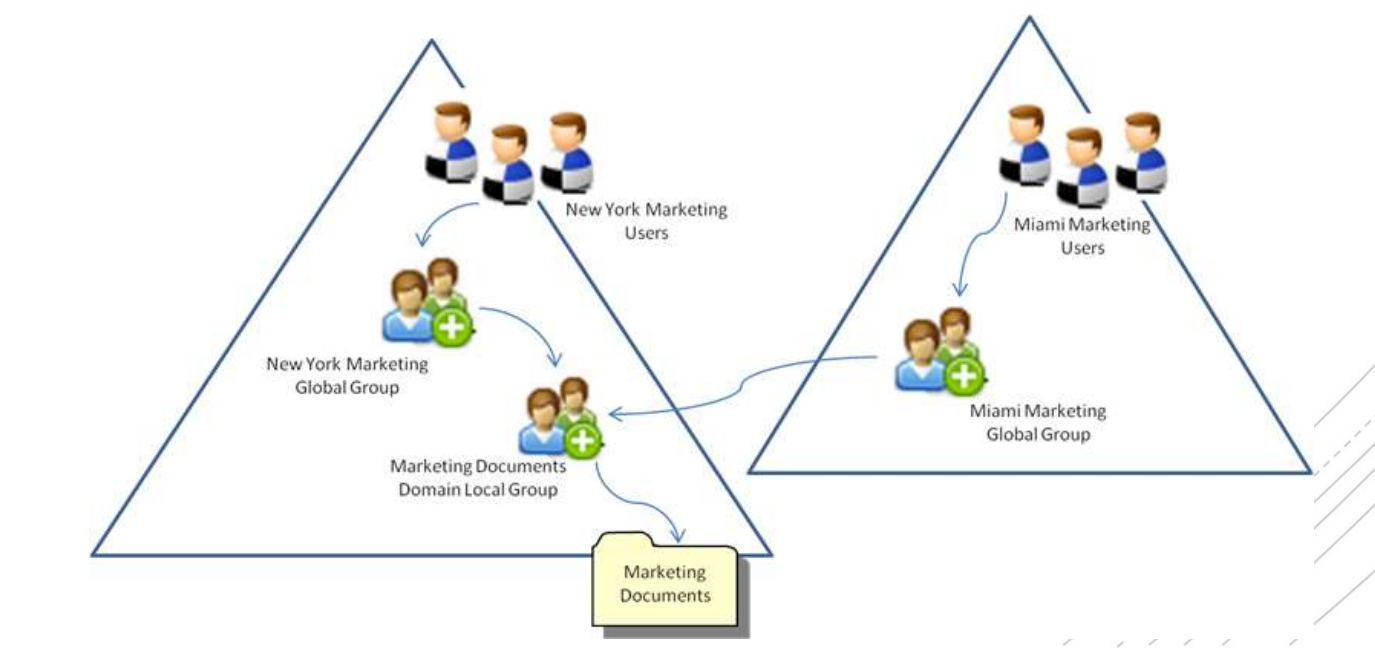 New York Marketing
Users
Miami Marketing
Users
New York Marketing
Global Group
Miami Marketing
Global Group
Marketing Documents
Domain Local Group
Marketing
Documents